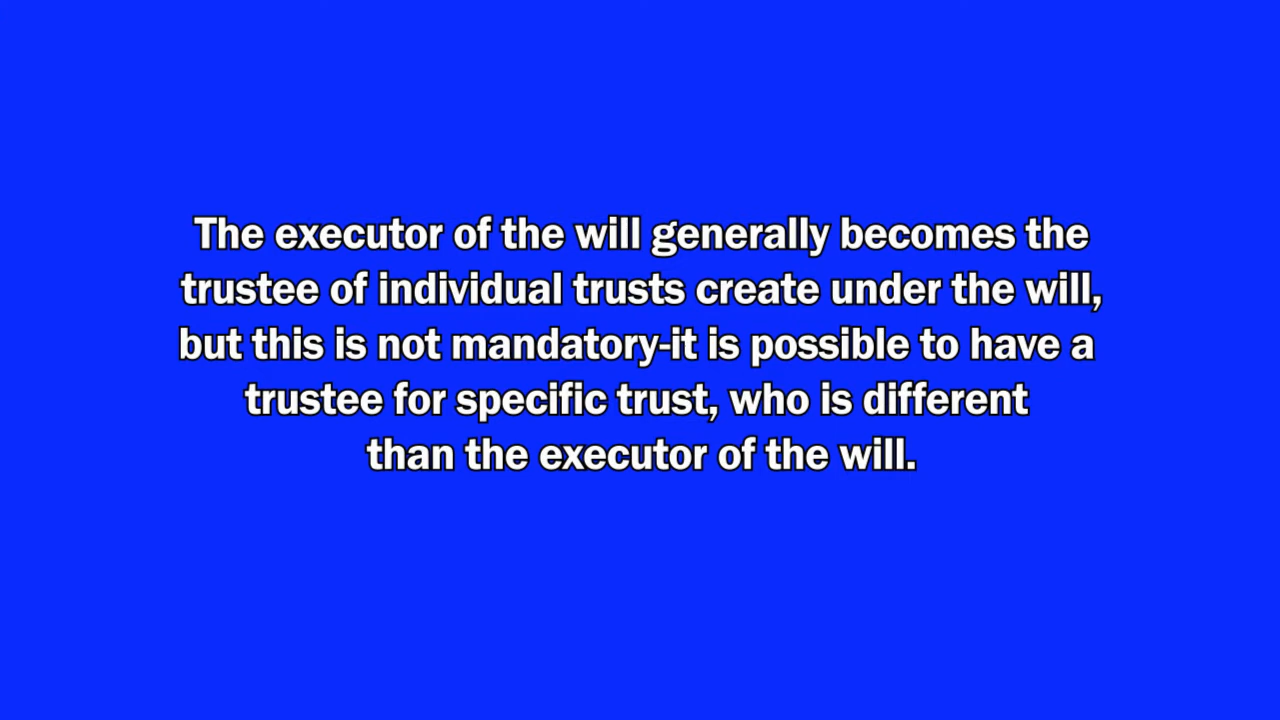 The executor of the will generally becomes the
trustee of individual trusts create under the will,
but this is not mandatory-it is possible to have a
trustee for specific trust, who is different
than the executor of the will.